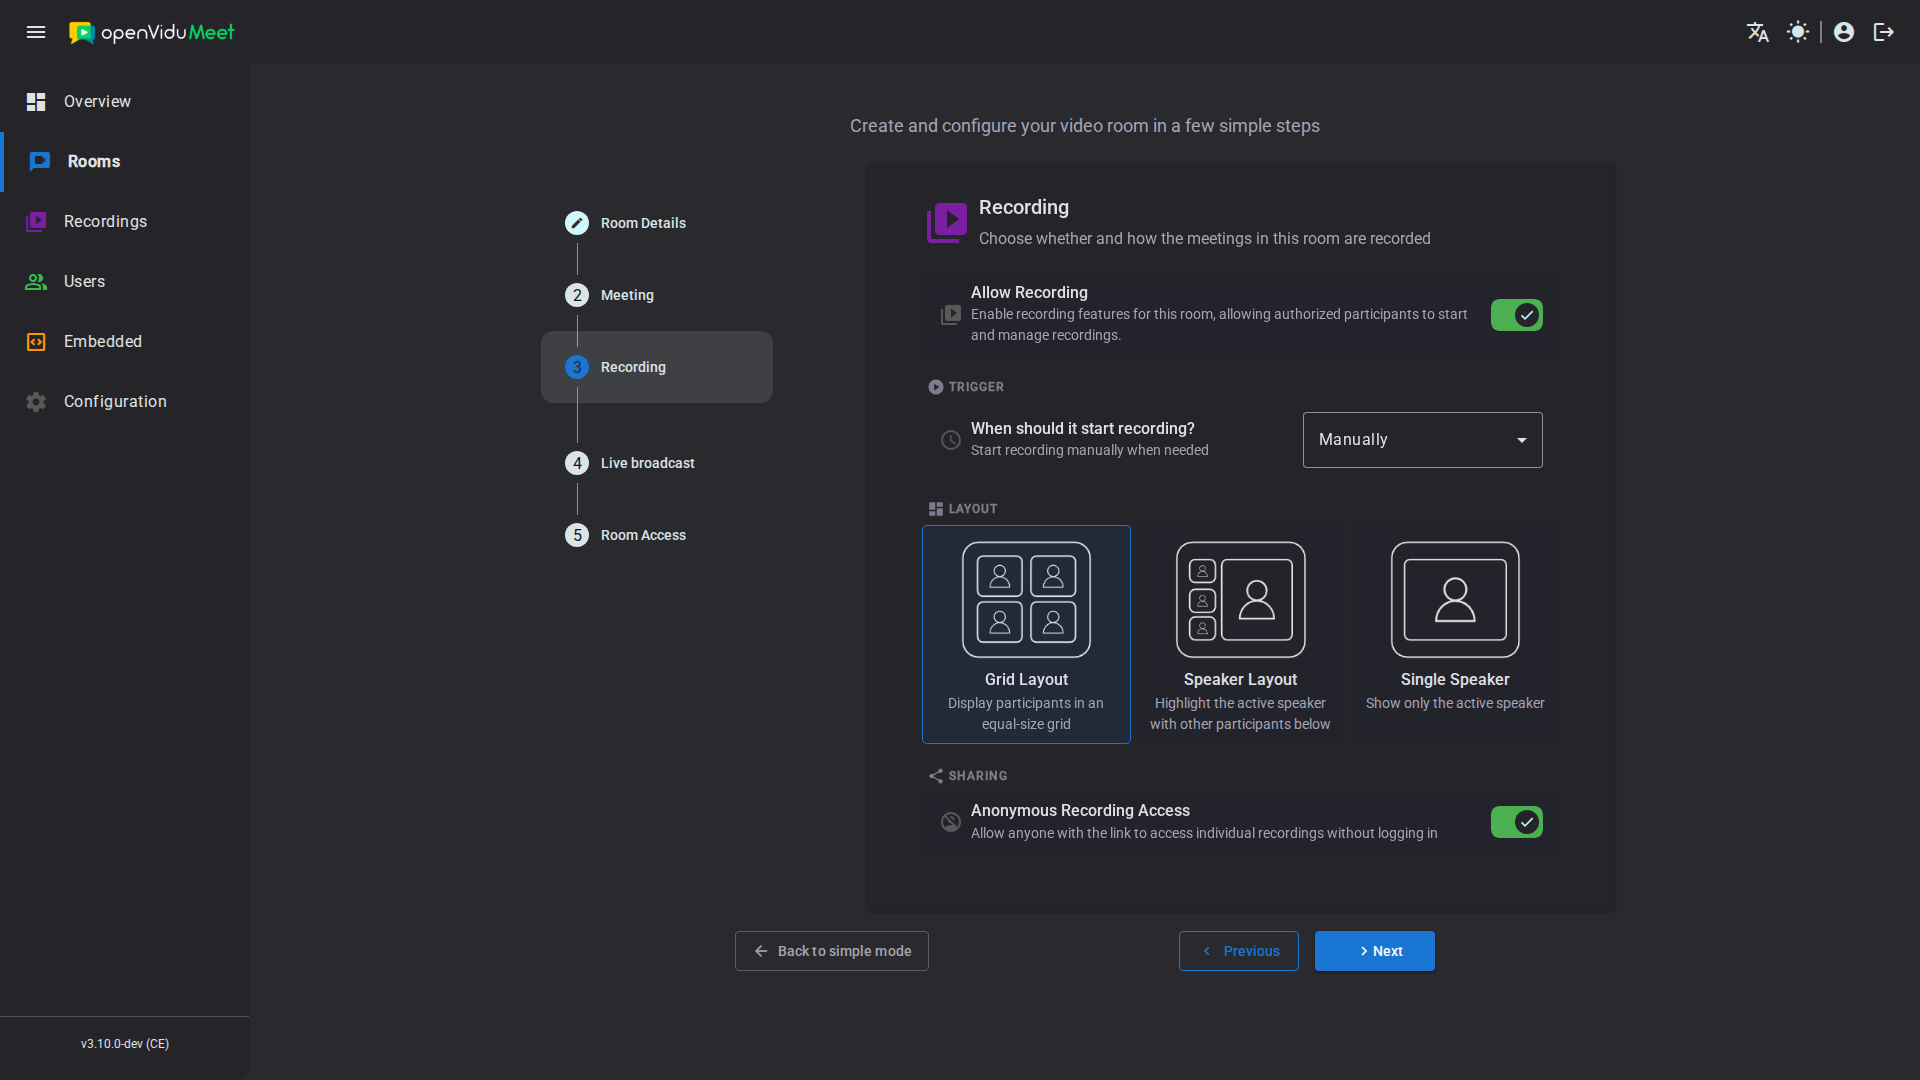 openVidu Meet
Overview
Rooms
Recordings
Users
Embedded
Configuration
v3.10.0-dev (CE)
Create and configure your video room in a few simple steps
Room Details
2 Meeting
3 Recording
4 Live broadcast
5 Room Access
Recording
Choose whether and how the meetings in this room are recorded
Allow Recording
Enable recording features for this room, allowing authorized participants to start
and manage recordings.
TRIGGER
When should it start recording?
Start recording manually when needed
Manually
LAYOUT
Grid Layout
Display participants in an
equal-size grid
Speaker Layout
Highlight the active speaker
with other participants below
Single Speaker
Show only the active speaker
SHARING
Anonymous Recording Access
Allow anyone with the link to access individual recordings without logging in
Back to simple mode
Previous
Next